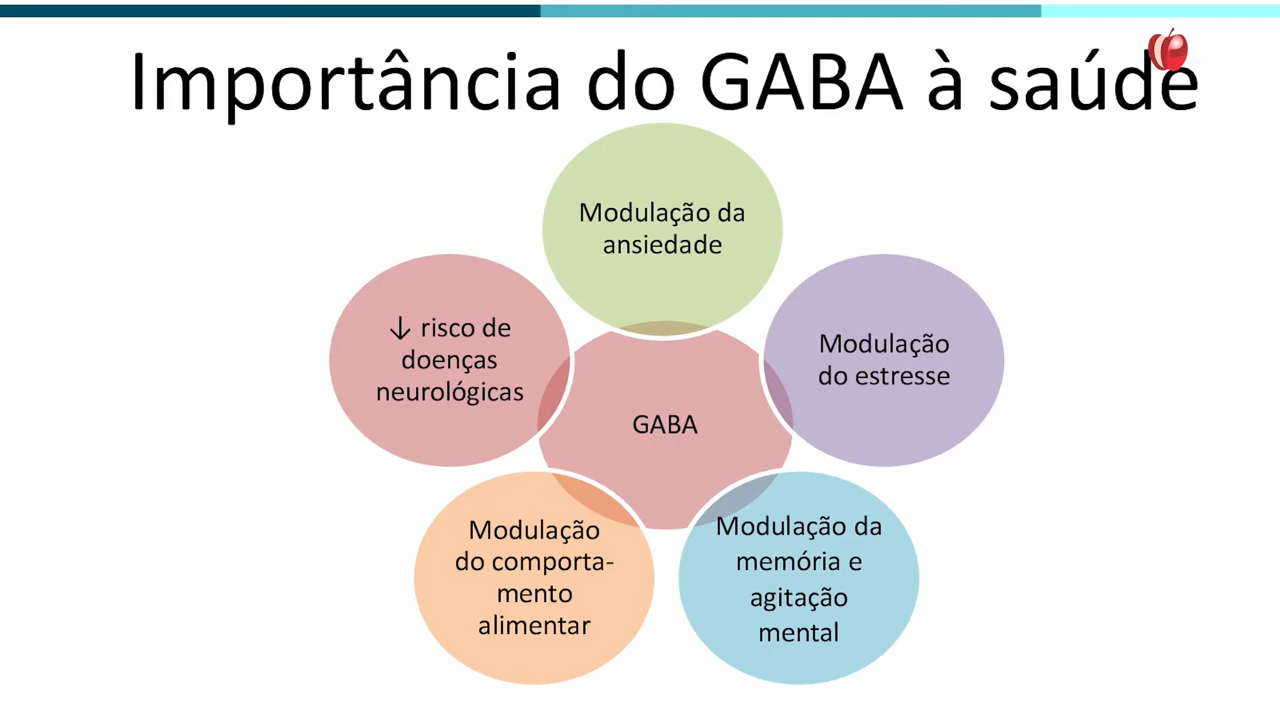 Importância do GABA à saúde
Modulação da
ansiedade
Modulação
do estresse
Modulação da
memória e
agitação
mental
Modulação
do comporta-
mento
alimentar
↓ risco de
doenças
neurológicas
GABA